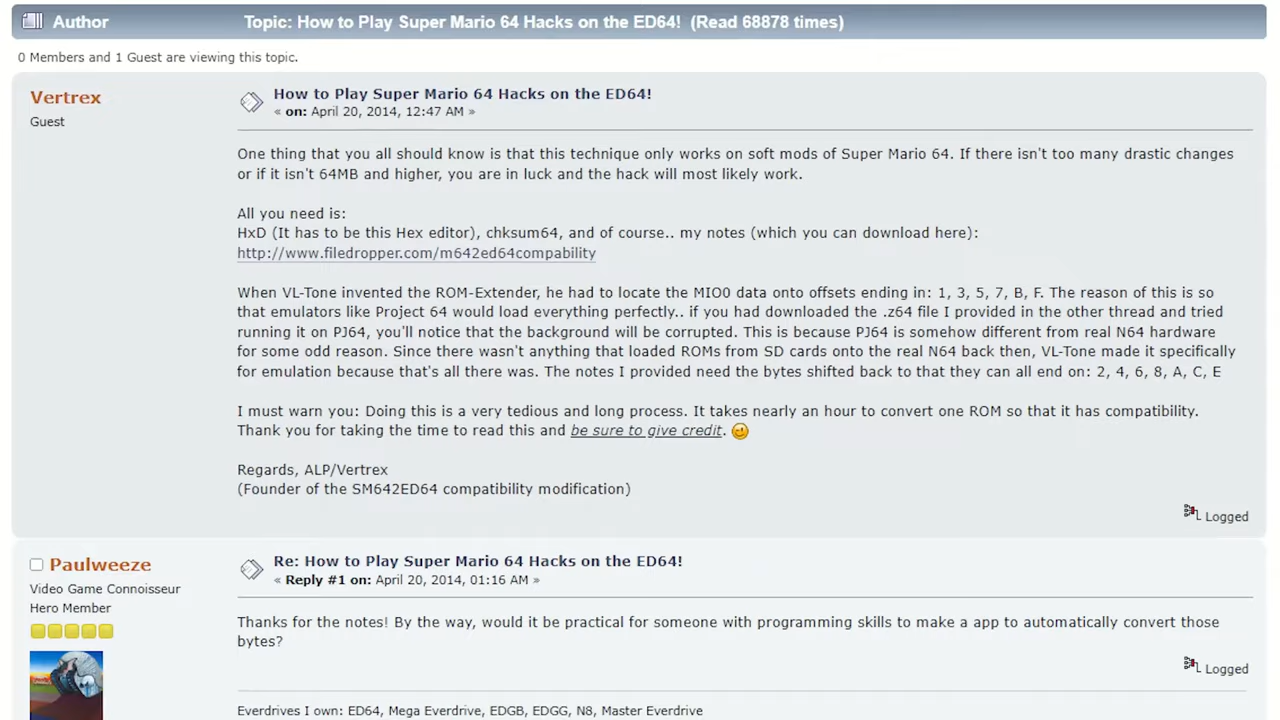 Author Topic: How to Play Super Mario 64 Hacks on the ED64! (Read 68878 times)
0 Members and 1 Guest are viewing this topic.
Vertrex
Guest
How to Play Super Mario 64 Hacks on the ED64!
« on: April 20, 2014, 12:47 AM »
One thing that you all should know is that this technique only works on soft mods of Super Mario 64. If there isn't too many drastic changes
or if it isn't 64MB and higher, you are in luck and the hack will most likely work.
All you need is:
HxD (It has to be this Hex editor), chksum64, and of course.. my notes (which you can download here):
http://www.filedropper.com/m642ed64compability
When VL-Tone invented the ROM-Extender, he had to locate the MIO0 data onto offsets ending in: 1, 3, 5, 7, B, F. The reason of this is so
that emulators like Project 64 would load everything perfectly.. if you had downloaded the .z64 file I provided in the other thread and tried
running it on PJ64, you'll notice that the background will be corrupted. This is because PJ64 is somehow different from real N64 hardware
for some odd reason. Since there wasn't anything that loaded ROMs from SD cards onto the real N64 back then, VL-Tone made it specifically
for emulation because that's all there was. The notes I provided need the bytes shifted back to that they can all end on: 2, 4, 6, 8, A, C, E
I must warn you: Doing this is a very tedious and long process. It takes nearly an hour to convert one ROM so that it has compatibility.
Thank you for taking the time to read this and be sure to give credit.
Regards, ALP/Vertrex
(Founder of the SM642ED64 compatibility modification)
Logged
Paulweeze
Video Game Connoisseur
Hero Member
Re: How to Play Super Mario 64 Hacks on the ED64!
« Reply #1 on: April 20, 2014, 01:16 AM »
Thanks for the notes! By the way, would it be practical for someone with programming skills to make a app to automatically convert those
bytes?
Logged
Everdrives I own: ED64, Mega Everdrive, EDGB, EDGG, N8, Master Everdrive